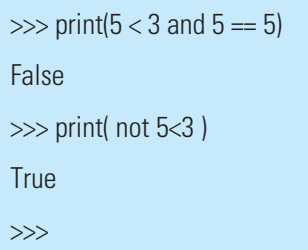 >>> print(5 < 3 and 5 == 5)
False
>>> print( not 5<3 )
True
>>>